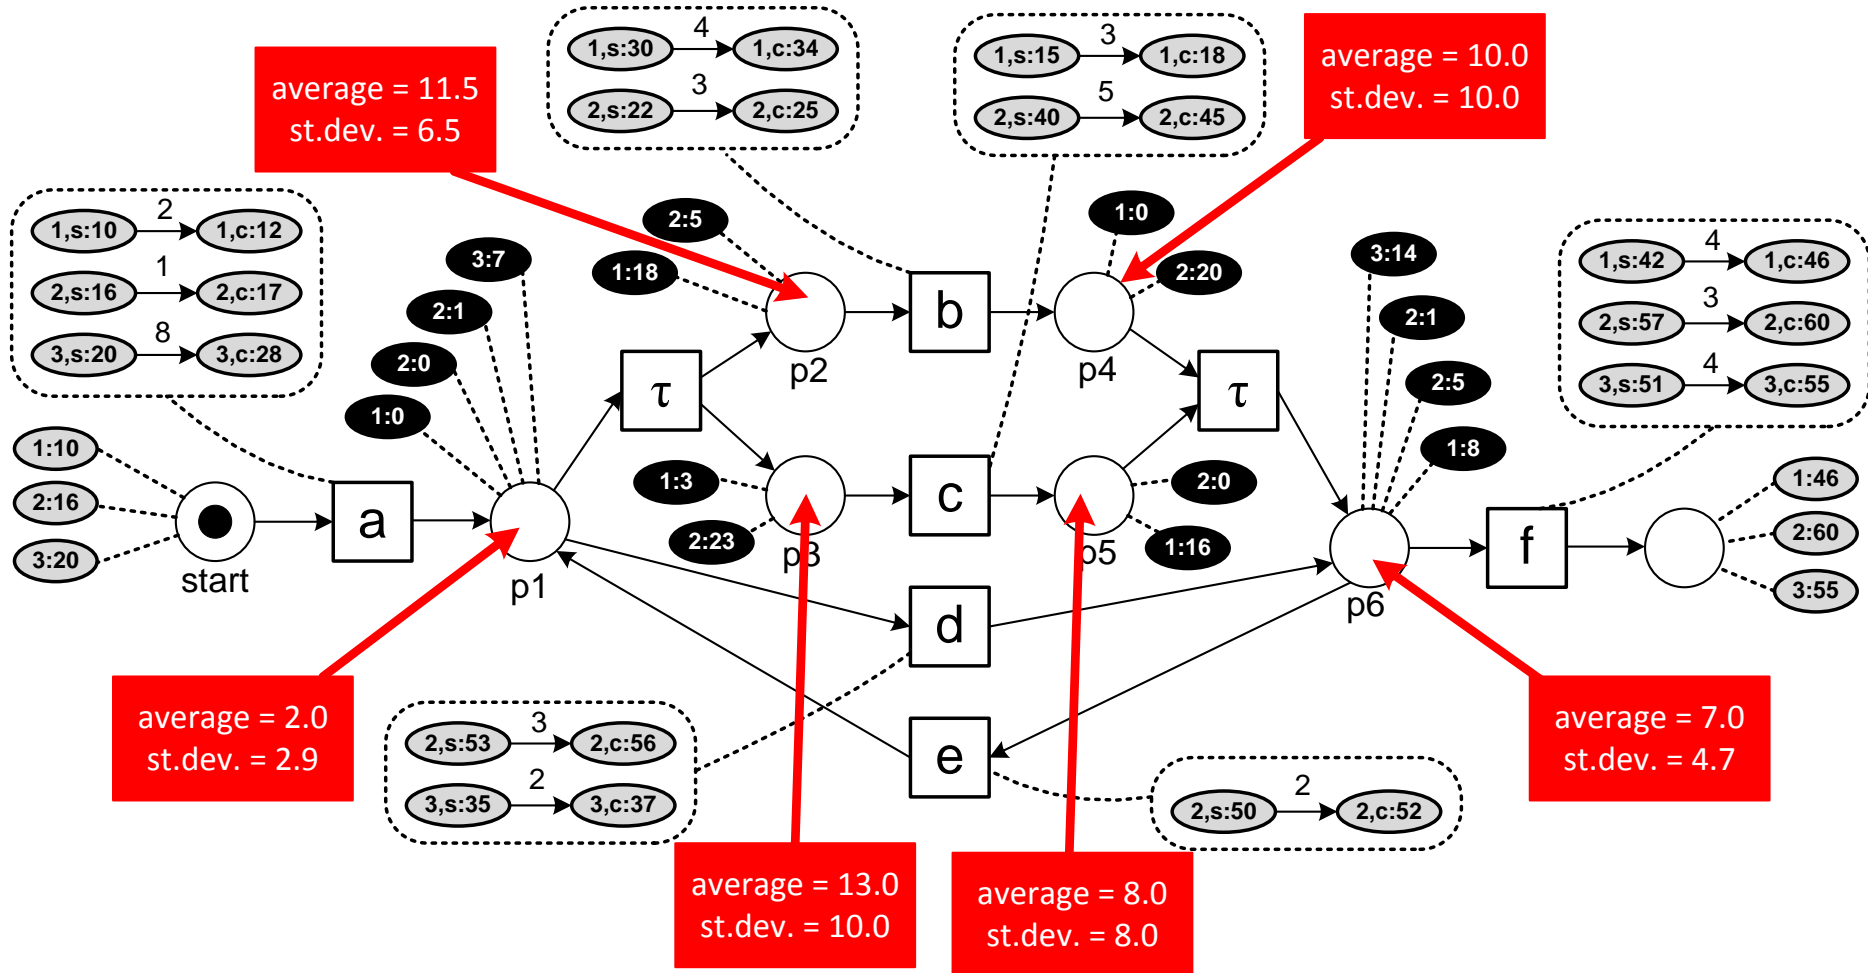 average = 11.5
st.dev. = 6.5
4
1,s:30
1,c:34
3
2,s:22
2,c:25
3
1,s:15
1,c:18
5
2,s:40
2,c:45
average = 10.0
st.dev. = 10.0
2
1,s:10
1,c:12
1
2,s:16
2,c:17
8
3,s:20
3,c:28
3:7
2:1
2:0
1:0
2:5
1:18
p2
b
1:0
2:20
p4
3:14
2:1
2:5
1:8
4
1,s:42
1,c:46
3
2,s:57
2,c:60
4
3,s:51
3,c:55
1:10
2:16
3:20
start
a
p1
τ
1:3
2:23
p3
c
2:0
1:16
p5
τ
p6
f
1:46
2:60
3:55
d
e
average = 2.0
st.dev. = 2.9
3
2,s:53
2,c:56
2
3,s:35
3,c:37
average = 13.0
st.dev. = 10.0
average = 8.0
st.dev. = 8.0
2
2,s:50
2,c:52
average = 7.0
st.dev. = 4.7